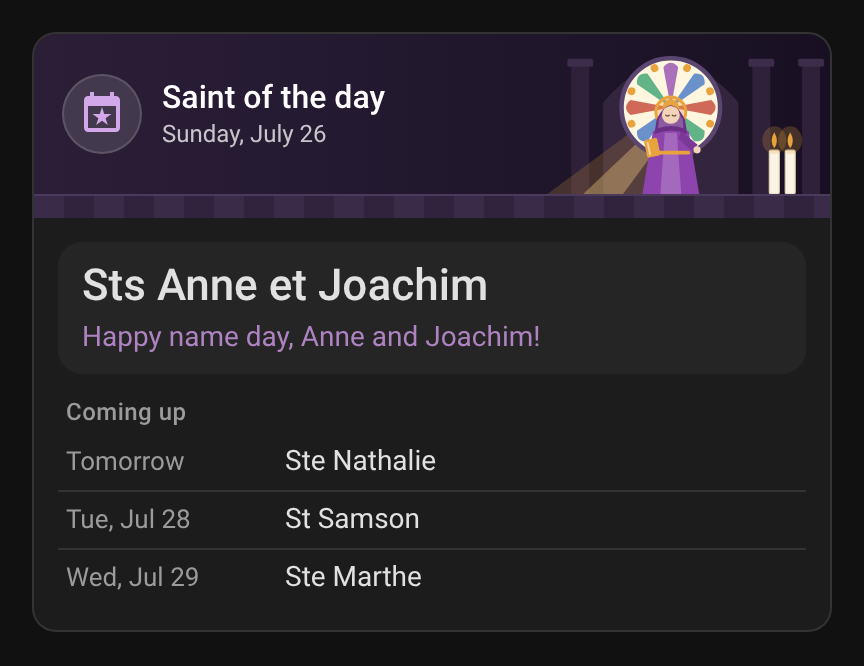 Saint of the day
Sunday, July 26
Sts Anne et Joachim
Happy name day, Anne and Joachim!
Coming up
Tomorrow Ste Nathalie
Tue, Jul 28 St Samson
Wed, Jul 29 Ste Marthe